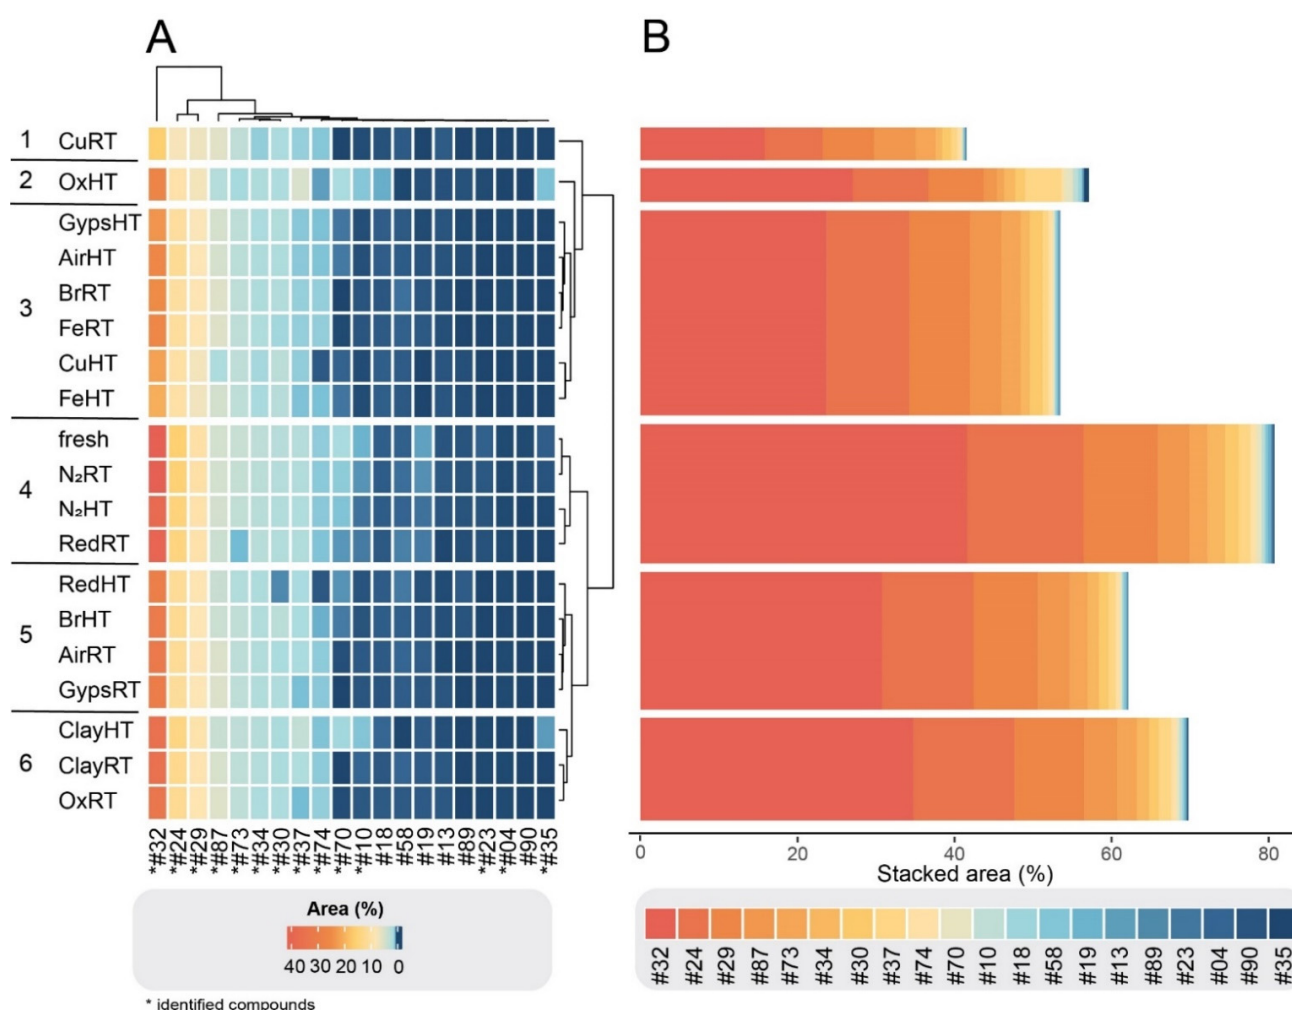 A
B
1
CuRT
2
OxHT
3
GypsHT
AirHT
BrRT
FeRT
CuHT
FeHT
4
fresh
N₂RT
N₂HT
RedRT
5
RedHT
BrHT
AirRT
GypsRT
6
ClayHT
ClayRT
OxRT
*#32 *#24 *#29 *#87 *#73 *#34 *#30 *#37 *#74 *#70 *#10 #18 #58 #19 #13 #89 *#23 *#04 #90 *#35
0 20 40 60 80
Stacked area (%)
Area (%)
40 30 20 10 0
* identified compounds
#32 #24 #29 #87 #73 #34 #30 #37 #74 #70 #10 #18 #58 #19 #13 #89 #23 #04 #90 #35